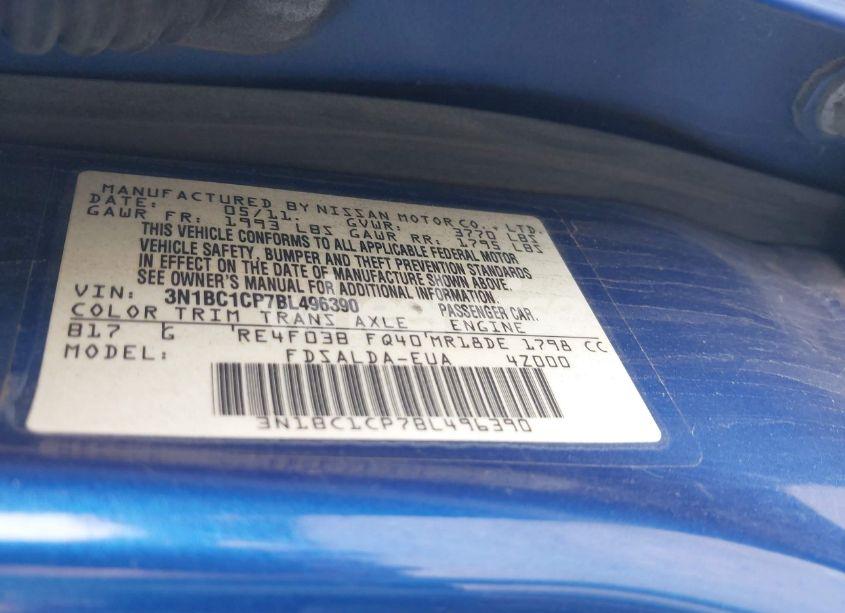 MANUFACTURED BY NISSAN MOTOR CO., LTD.
DATE: 05/11. GVWR: 3770 LBS
GAWR FR: 1993 LBS GAWR RR: 1795 LBS
THIS VEHICLE CONFORMS TO ALL APPLICABLE FEDERAL MOTOR
VEHICLE SAFETY, BUMPER AND THEFT PREVENTION STANDARDS
IN EFFECT ON THE DATE OF MANUFACTURE SHOWN ABOVE.
SEE OWNER'S MANUAL FOR ADDITIONAL INFORMATION.
VIN: 3N1BC1CP7BL496390 PASSENGER CAR.
COLOR TRIM TRANS AXLE ENGINE
B17 G RE4F03B FQ40 MR18DE 1798 CC
MODEL: FDSALDA-EUA 4Z000
3N1BC1CP7BL496390